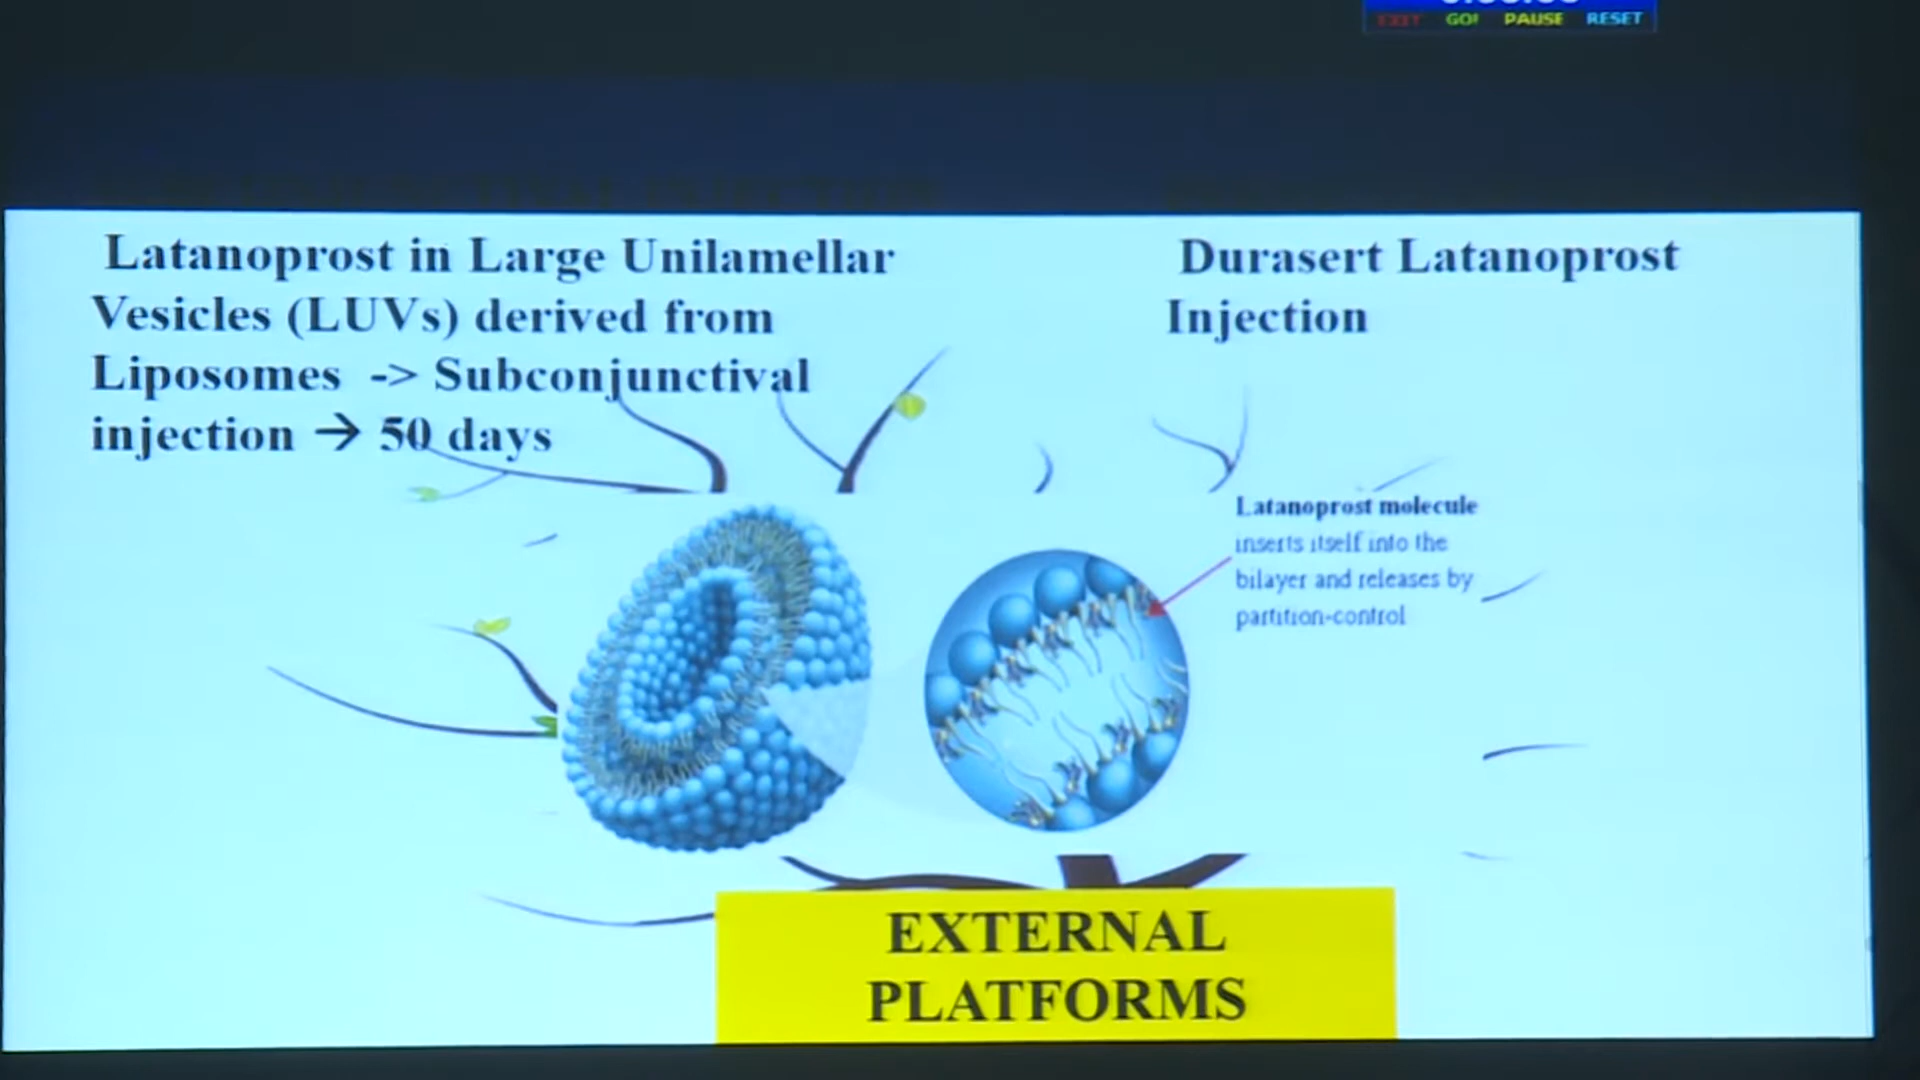 EXIT GO! PAUSE RESET
Latanoprost in Large Unilamellar
Vesicles (LUVs) derived from
Liposomes -> Subconjunctival
injection → 50 days
Durasert Latanoprost
Injection
Latanoprost molecule
inserts itself into the
bilayer and releases by
partition-control
EXTERNAL
PLATFORMS